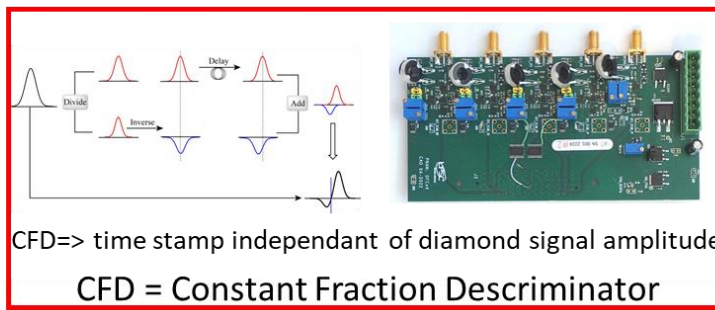 Delay
Divide
Add
Inverse
CFD=> time stamp independant of diamond signal amplitude
CFD = Constant Fraction Descriminator